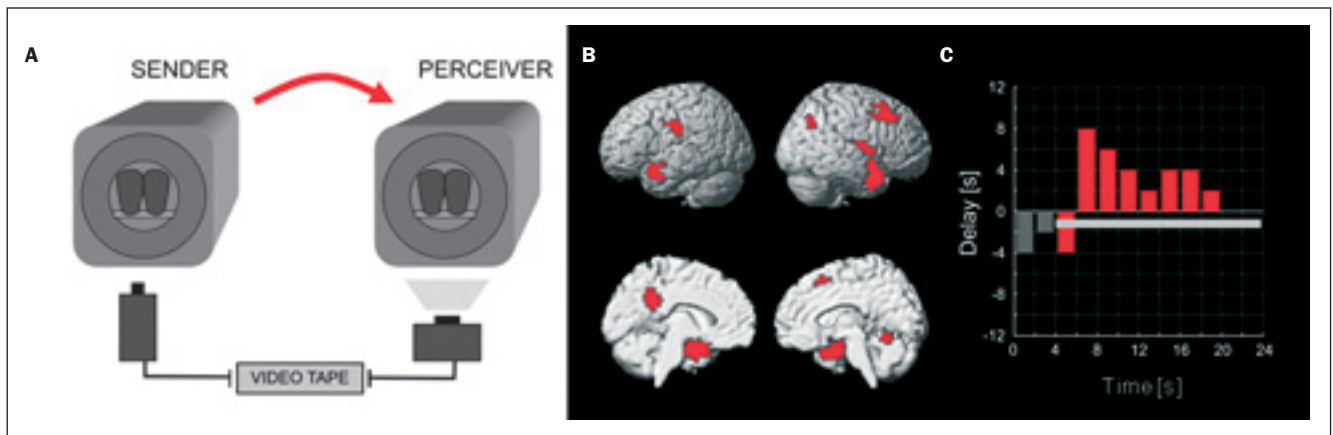 A
SENDER
PERCEIVER
VIDEO TAPE
B
C
Delay [s]
12
8
4
0
-4
-8
-12
0 4 8 12 16 20 24
Time [s]